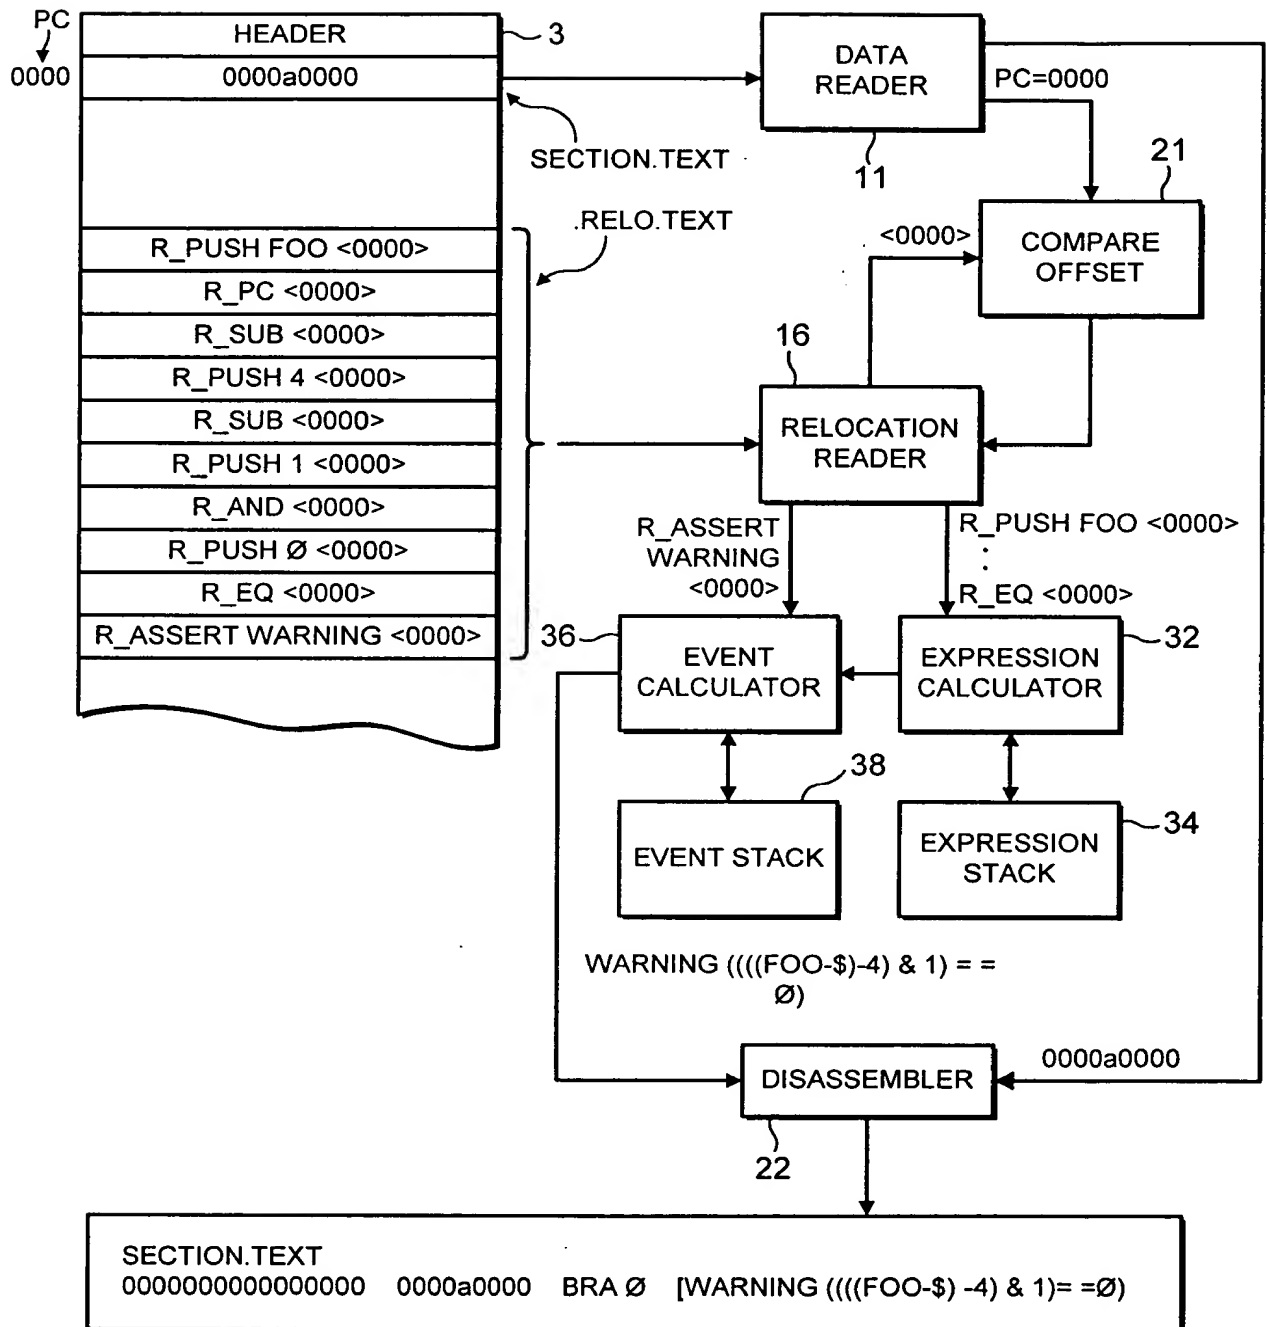 PC
0000
HEADER
3
0000a0000
SECTION.TEXT
.RELO.TEXT
R_PUSH FOO <0000>
R_PC <0000>
R_SUB <0000>
R_PUSH 4 <0000>
R_SUB <0000>
R_PUSH 1 <0000>
R_AND <0000>
R_PUSH Ø <0000>
R_EQ <0000>
R_ASSERT WARNING <0000>
DATA
READER
11
PC=0000
21
<0000>
COMPARE
OFFSET
16
RELOCATION
READER
R_ASSERT
WARNING
<0000>
R_PUSH FOO <0000>
.
.
.
R_EQ <0000>
36
EVENT
CALCULATOR
EXPRESSION
CALCULATOR
32
38
EVENT STACK
EXPRESSION
STACK
34
WARNING ((((FOO-$)-4) & 1) = =
Ø)
DISASSEMBLER
0000a0000
22
SECTION.TEXT
0000000000000000 0000a0000 BRA Ø [WARNING ((((FOO-$) -4) & 1)= =Ø)